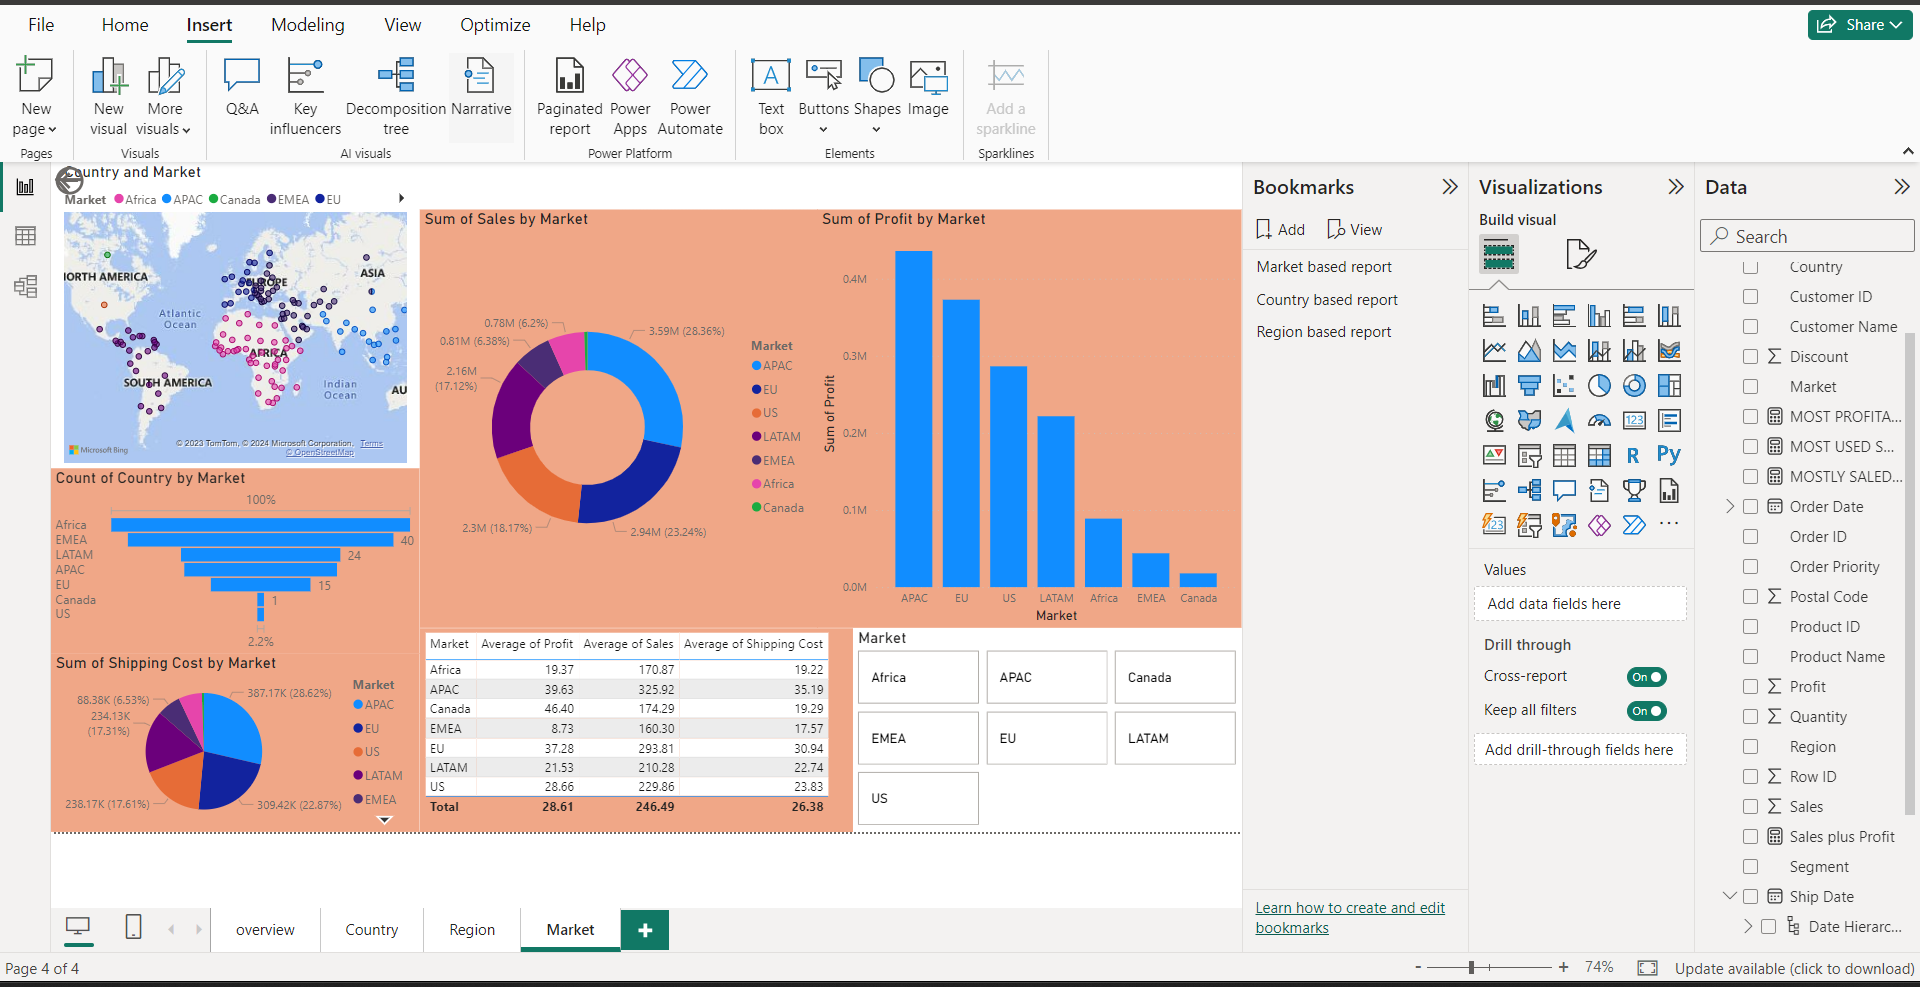 File Home Insert Modeling View Optimize Help Share
New page
New visual
More visuals
Q&A
Key influencers
Decomposition tree
Narrative
Paginated report
Power Apps
Power Automate
Text box
Buttons
Shapes
Image
Add a sparkline
Pages Visuals AI visuals Power Platform Elements Sparklines
Country and Market
Market Africa APAC Canada EMEA EU
NORTH AMERICA
EUROPE
ASIA
Atlantic
Ocean
AFRICA
SOUTH AMERICA
Indian
Ocean
AU
Microsoft Bing
© 2023 TomTom, © 2024 Microsoft Corporation, Terms
© OpenStreetMap
Count of Country by Market
100%
Africa
EMEA 40
LATAM 24
APAC
EU 15
Canada 1
US
2.2%
Sum of Shipping Cost by Market
387.17K (28.62%)
88.38K (6.53%)
234.13K
(17.31%)
238.17K (17.61%)
309.42K (22.87%)
Market
APAC
EU
US
LATAM
EMEA
Sum of Sales by Market
0.78M (6.2%)
0.81M (6.38%)
2.16M
(17.12%)
2.3M (18.17%)
3.59M (28.36%)
2.94M (23.24%)
Market
APAC
EU
US
LATAM
EMEA
Africa
Canada
Sum of Profit by Market
Sum of Profit
0.4M
0.3M
0.2M
0.1M
0.0M
APAC EU US LATAM Africa EMEA Canada
Market
Market Average of Profit Average of Sales Average of Shipping Cost
Africa 19.37 170.87 19.22
APAC 39.63 325.92 35.19
Canada 46.40 174.29 19.29
EMEA 8.73 160.30 17.57
EU 37.28 293.81 30.94
LATAM 21.53 210.28 22.74
US 28.66 229.86 23.83
Total 28.61 246.49 26.38
Market
Africa APAC Canada
EMEA EU LATAM
US
Bookmarks
Add View
Market based report
Country based report
Region based report
Learn how to create and edit
bookmarks
Visualizations
Build visual
123
R Py
123
Values
Add data fields here
Drill through
Cross-report On
Keep all filters On
Add drill-through fields here
Data
Search
Country
Customer ID
Customer Name
Discount
Market
MOST PROFITA...
MOST USED S...
MOSTLY SALED...
Order Date
Order ID
Order Priority
Postal Code
Product ID
Product Name
Profit
Quantity
Region
Row ID
Sales
Sales plus Profit
Segment
Ship Date
Date Hierarc...
overview Country Region Market +
Page 4 of 4
- + 74% Update available (click to download)